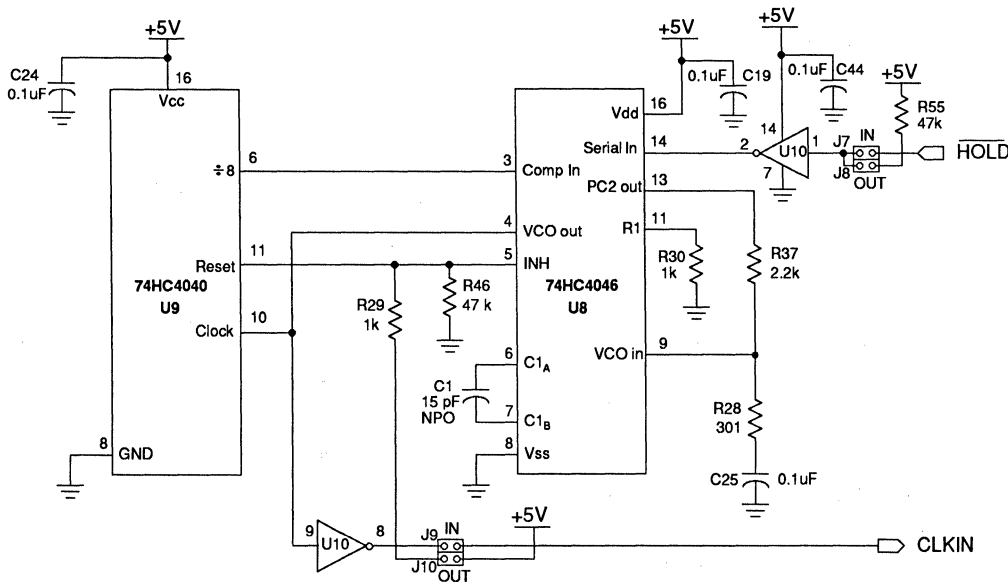 +5V
+5V
+5V
+5V
C24
0.1uF
16
Vcc
0.1uF
C19
0.1uF
C44
R55
47k
16
Vdd
14
Serial In
2
14
U10
1
7
J7
IN
J8
OUT
HOLD
6
÷8
3
Comp In
PC2 out
13
4
VCO out
R1
11
Reset
11
5
INH
R30
1k
R37
2.2k
74HC4040
U9
R29
1k
R46
47 k
74HC4046
U8
Clock
10
VCO in
9
6
C1A
C1
15 pF
NPO
7
C1B
R28
301
8
GND
8
Vss
C25
0.1uF
9
U10
8
J9
IN
J10
OUT
+5V
CLKIN